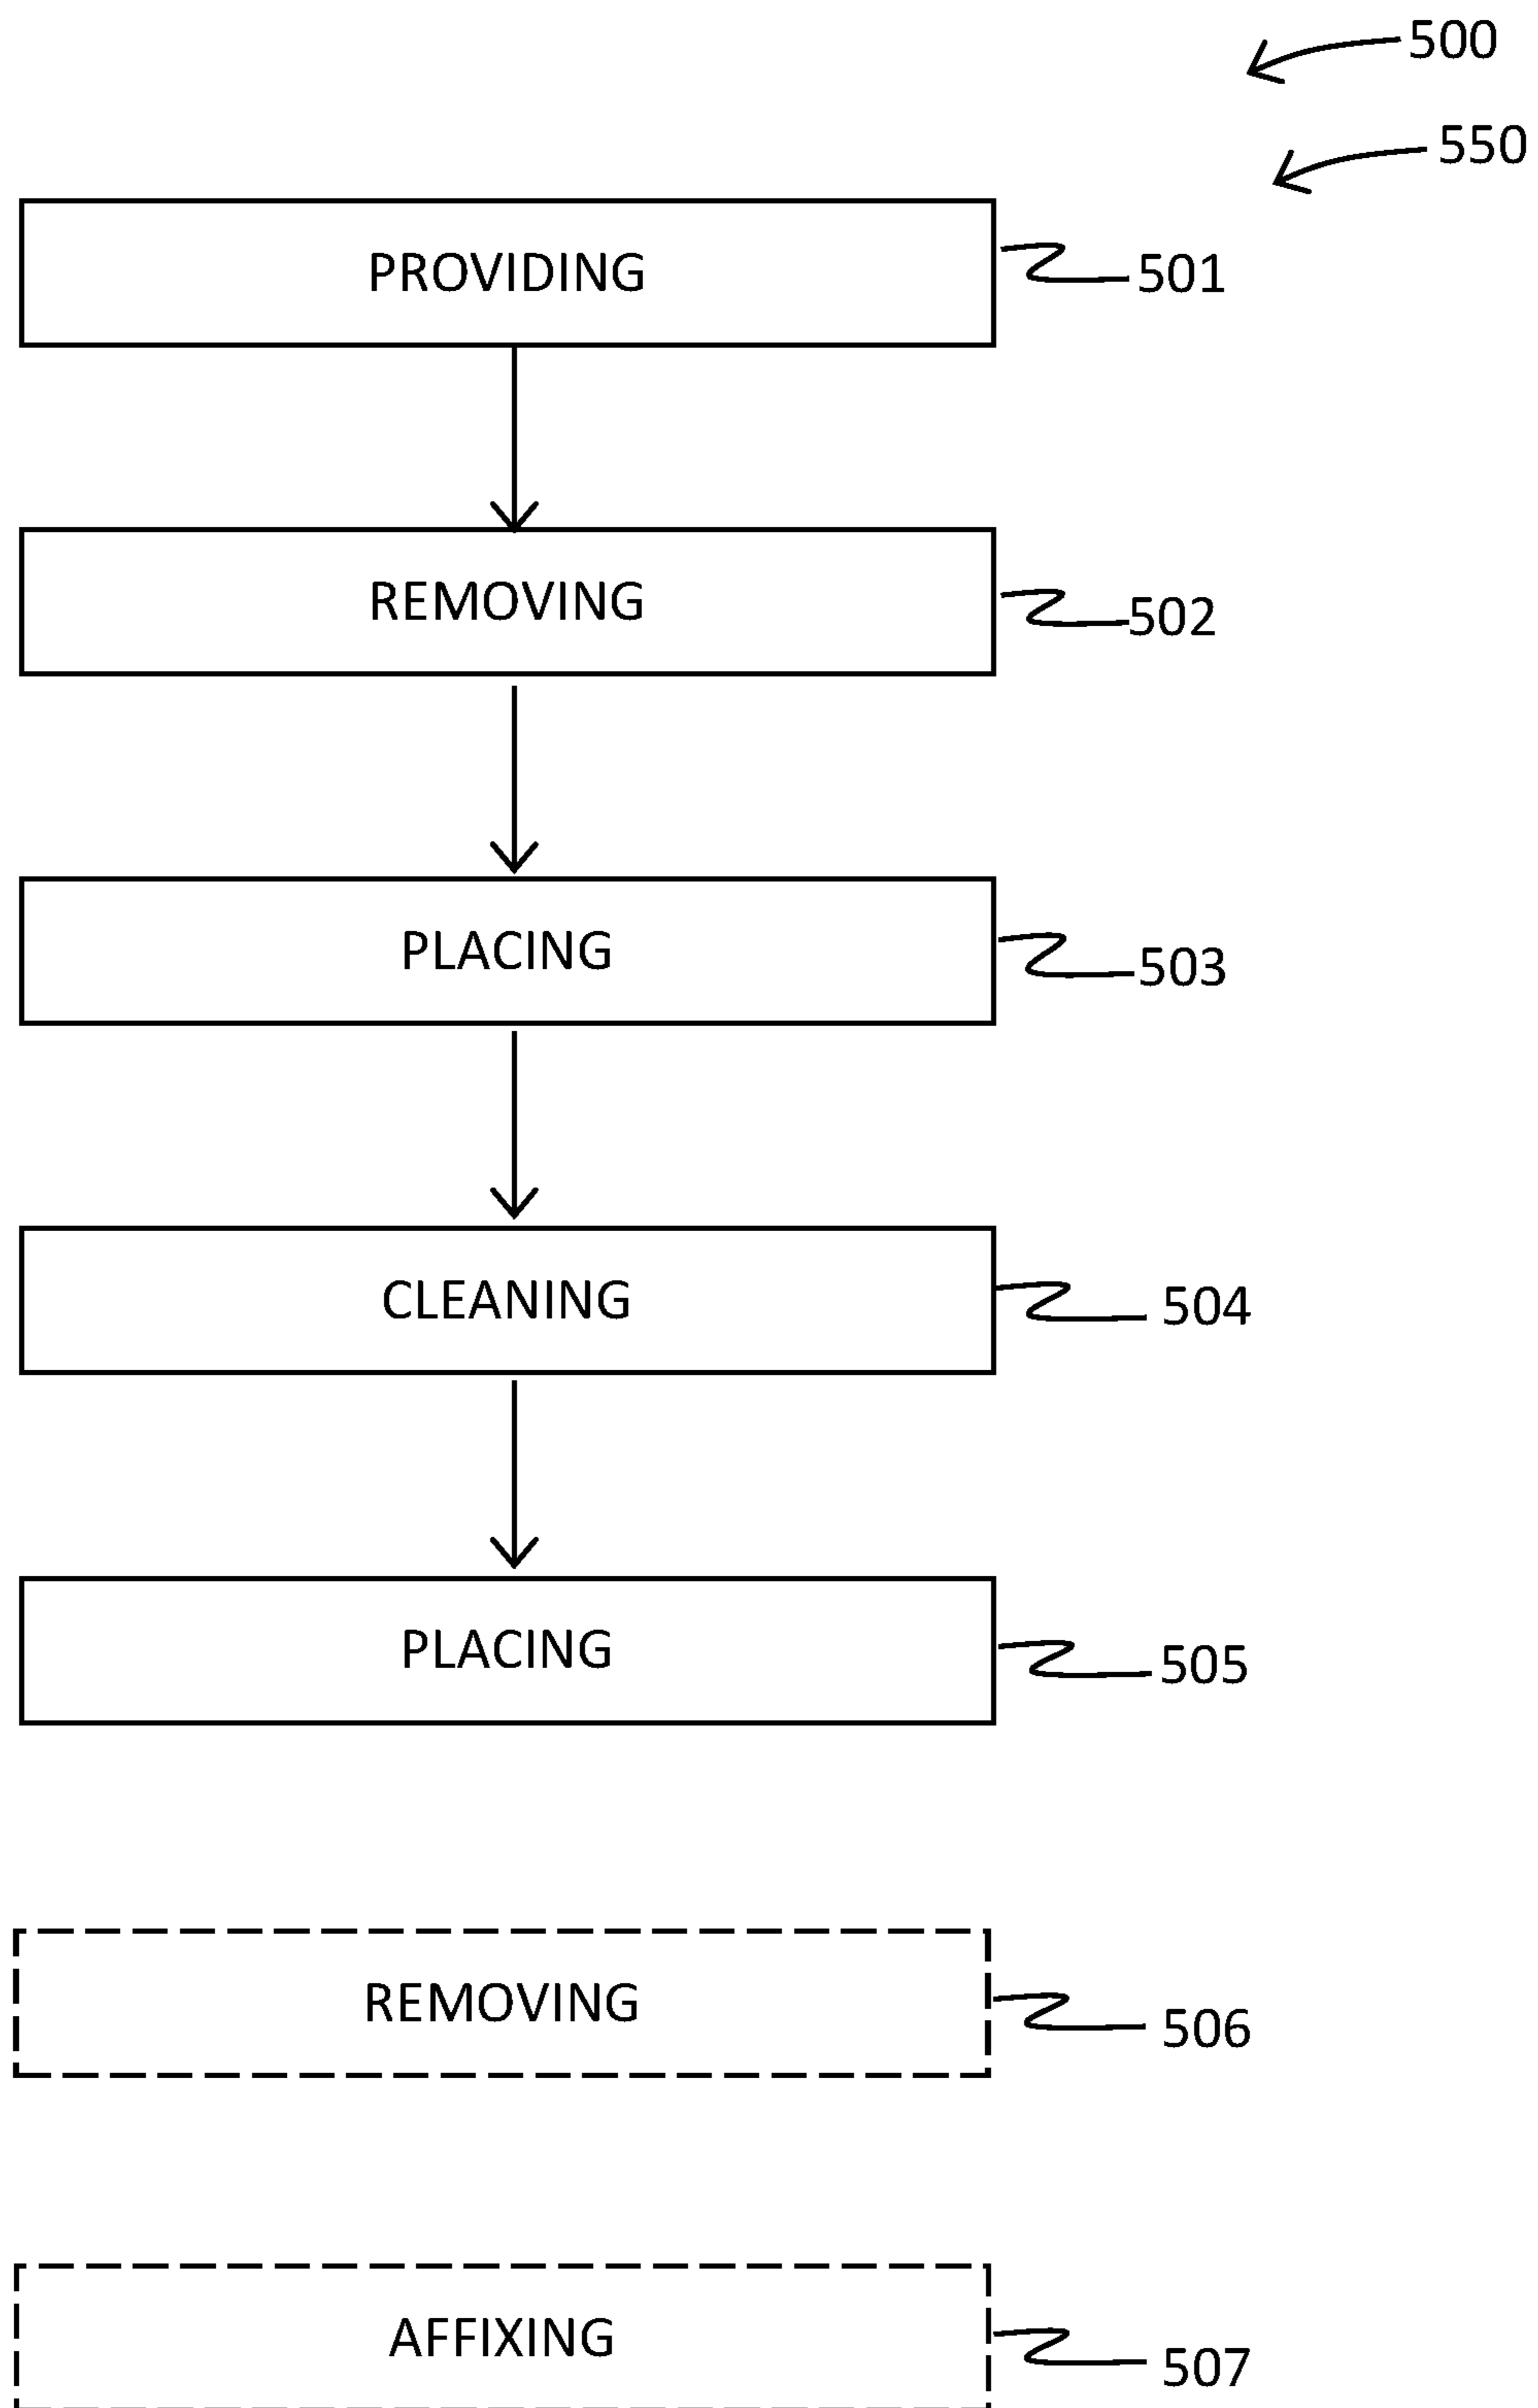 500
550
PROVIDING
501
REMOVING
502
PLACING
503
CLEANING
504
PLACING
505
REMOVING
506
AFFIXING
507